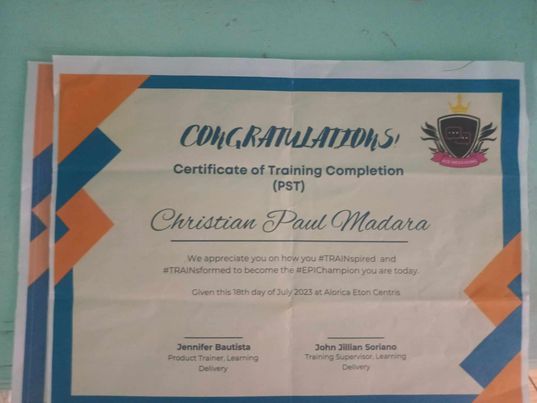 CONGRATULATIONS!
Certificate of Training Completion
(PST)
Christian Paul Madara
We appreciate you on how you #TRAINspired and
#TRAINsformed to become the #EPIChampion you are today.
Given this 18th day of July 2023 at Alorica Eton Centris
Jennifer Bautista
Product Trainer, Learning
Delivery
John Jillian Soriano
Training Supervisor, Learning
Delivery